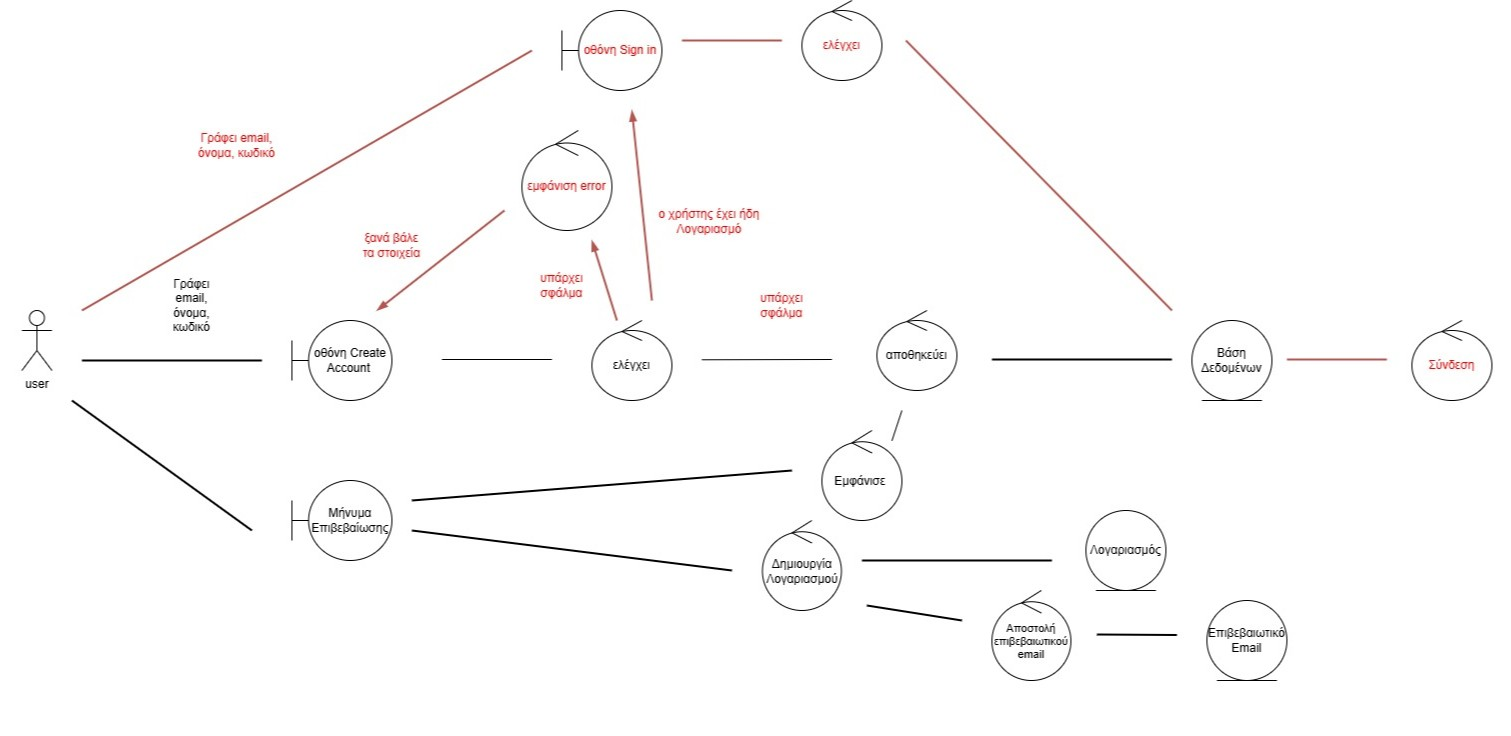 οθόνη Sign in
ελέγχει
Γράφει email,
όνομα, κωδικό
εμφάνιση error
ο χρήστης έχει ήδη
Λογαριασμό
ξανά βάλε
τα στοιχεία
υπάρχει
σφάλμα
υπάρχει
σφάλμα
Γράφει
email,
όνομα,
κωδικό
user
οθόνη Create
Account
ελέγχει
αποθηκεύει
Βάση
Δεδομένων
Σύνδεση
Μήνυμα
Επιβεβαίωσης
Εμφάνισε
Δημιουργία
Λογαριασμού
Λογαριασμός
Αποστολή
επιβεβαιωτικού
email
Επιβεβαιωτικό
Email